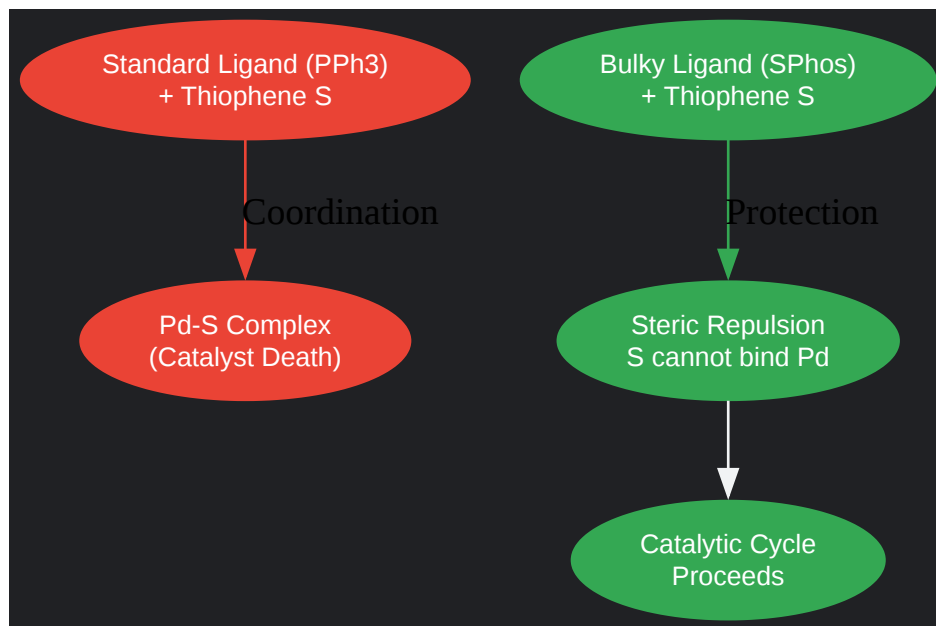 Standard Ligand (PPh3)
+ Thiophene S
Bulky Ligand (SPhos)
+ Thiophene S
Coordination
Protection
Pd-S Complex
(Catalyst Death)
Steric Repulsion
S cannot bind Pd
Catalytic Cycle
Proceeds